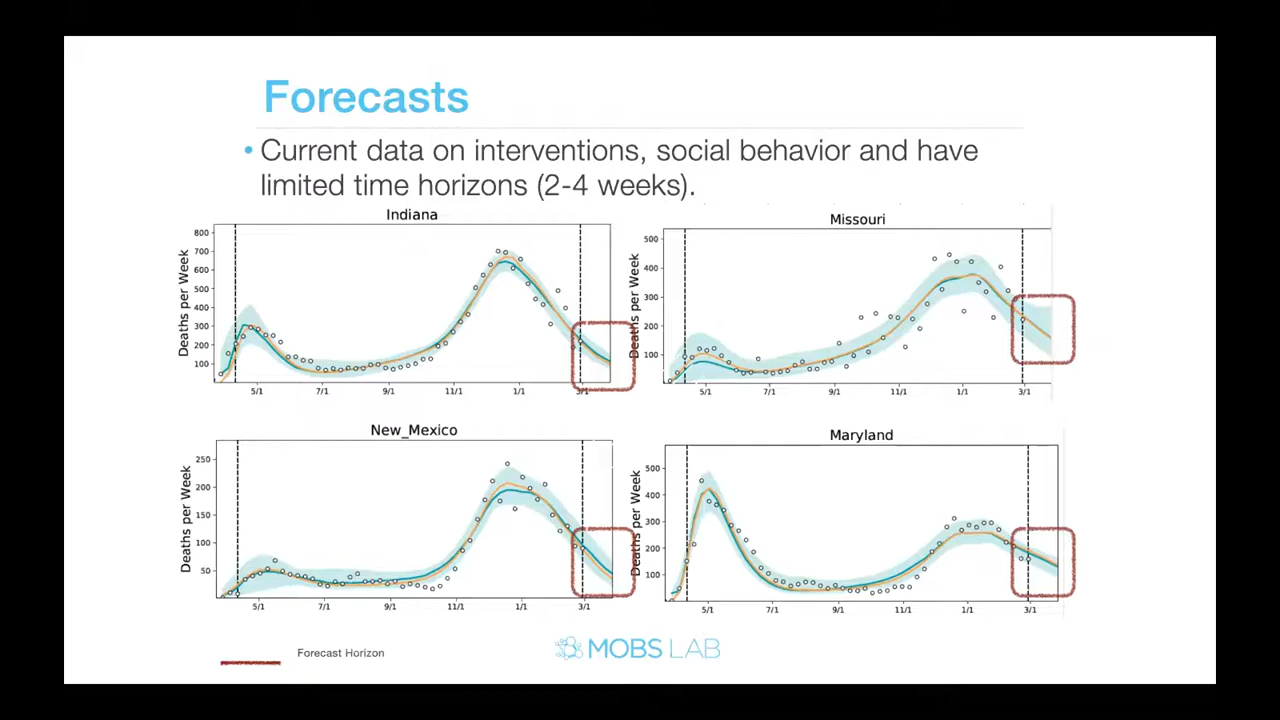 Forecasts
• Current data on interventions, social behavior and have
limited time horizons (2-4 weeks).
Indiana
Deaths per Week
800
700
600
500
400
300
200
100
5/1 7/1 9/1 11/1 1/1 3/1
Missouri
Deaths per Week
500
400
300
200
100
5/1 7/1 9/1 11/1 1/1 3/1
New_Mexico
Deaths per Week
250
200
150
100
50
5/1 7/1 9/1 11/1 1/1 3/1
Maryland
Deaths per Week
500
400
300
200
100
5/1 7/1 9/1 11/1 1/1 3/1
Forecast Horizon
MOBS LAB